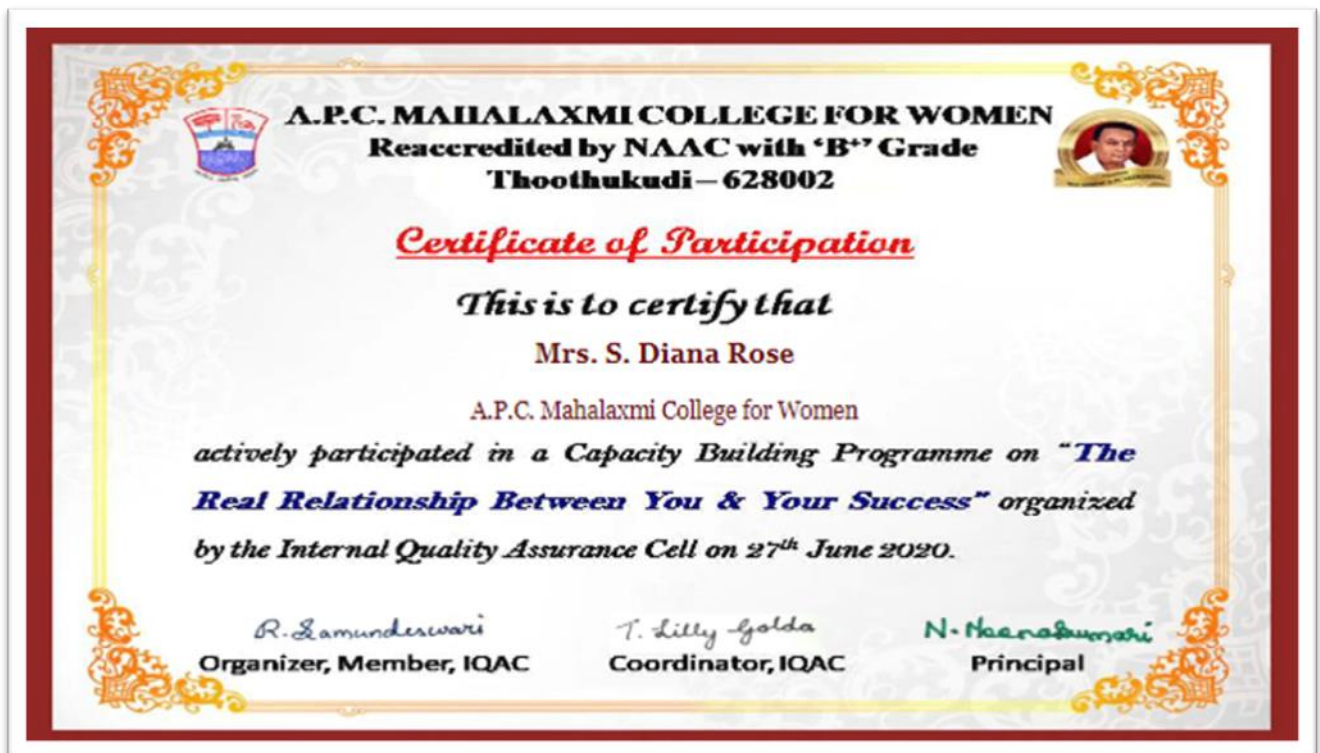 A.P.C. MAHALAXMI COLLEGE FOR WOMEN
Reaccredited by NAAC with ‘B⁺’ Grade
Thoothukudi – 628002
Certificate of Participation
This is to certify that
Mrs. S. Diana Rose
A.P.C. Mahalaxmi College for Women
actively participated in a Capacity Building Programme on “The
Real Relationship Between You & Your Success” organized
by the Internal Quality Assurance Cell on 27th June 2020.
R. Samundeswari T. Lilly Golda N. Meenakumari
Organizer, Member, IQAC Coordinator, IQAC Principal